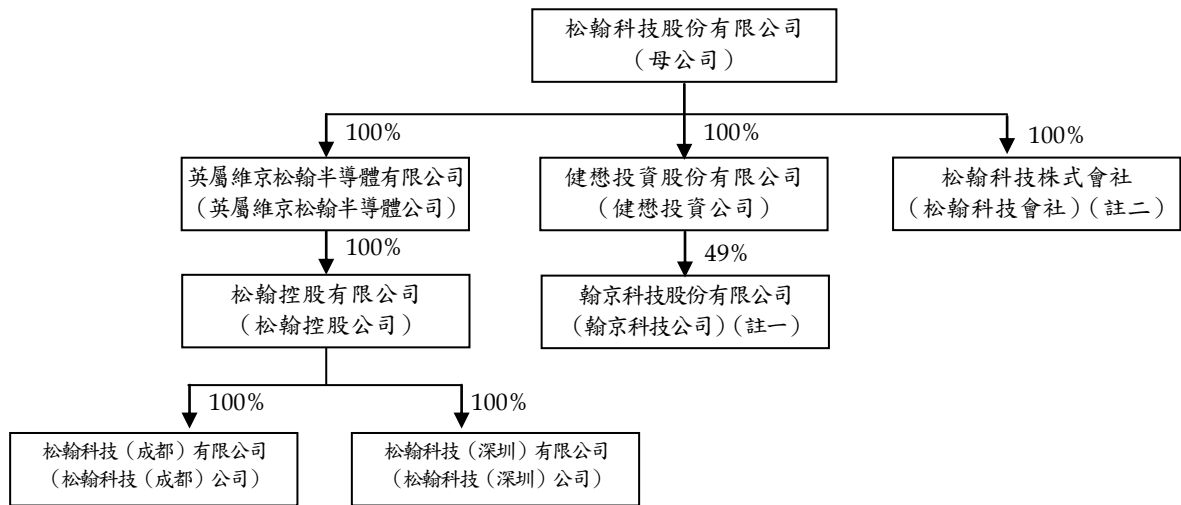 松翰科技股份有限公司
（母公司）
100%
100%
100%
英屬維京松翰半導體有限公司
（英屬維京松翰半導體公司）
健懋投資股份有限公司
（健懋投資公司）
松翰科技株式會社
（松翰科技會社）（註二）
100%
49%
松翰控股有限公司
（松翰控股公司）
翰京科技股份有限公司
（翰京科技公司）（註一）
100%
100%
松翰科技（成都）有限公司
（松翰科技（成都）公司）
松翰科技（深圳）有限公司
（松翰科技（深圳）公司）